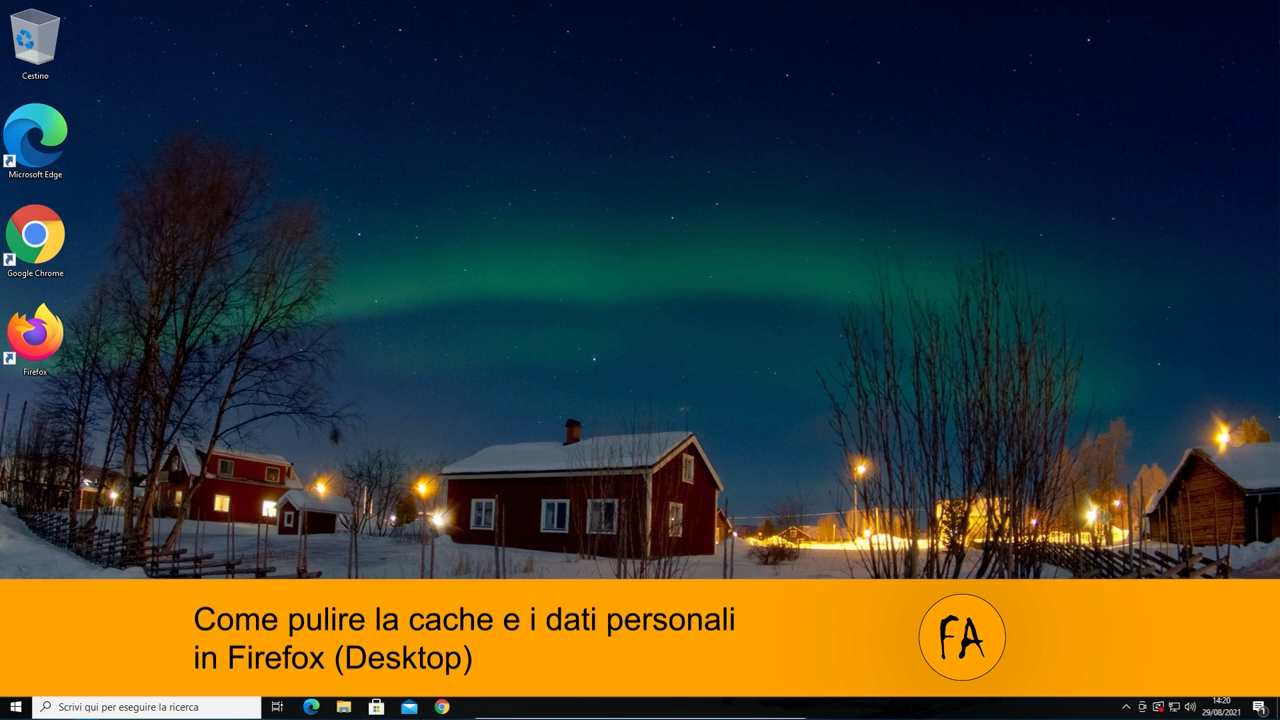 Cestino
Microsoft Edge
Google Chrome
Firefox
Come pulire la cache e i dati personali
in Firefox (Desktop)
FA
Scrivi qui per eseguire la ricerca
14:20
29/08/2021
1